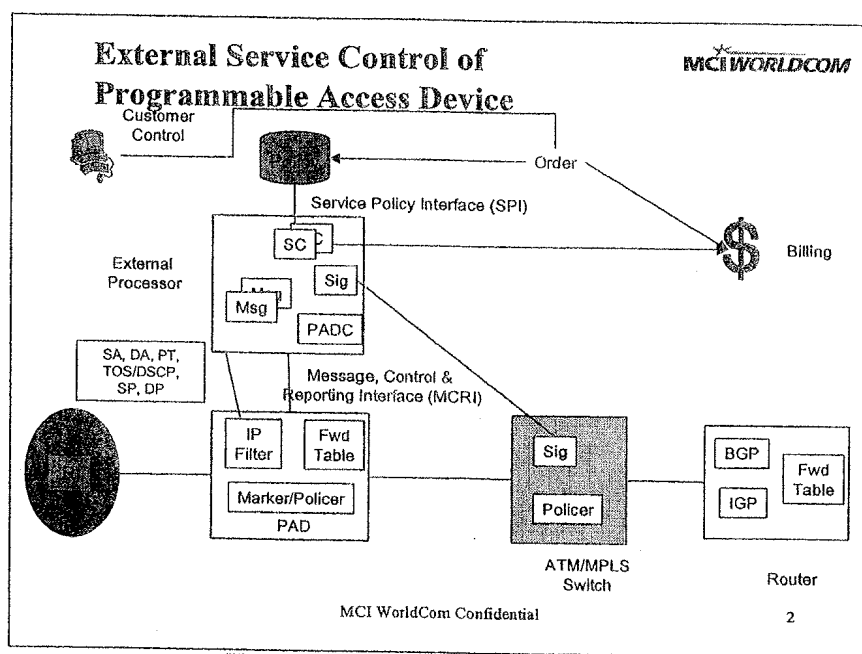 External Service Control of
Programmable Access Device
MCI WORLDCOM
Customer
Control
Order
Service Policy Interface (SPI)
SC
Billing
External
Processor
Sig
Msg
PADC
SA, DA, PT,
TOS/DSCP,
SP, DP
Message, Control &
Reporting Interface (MCRI)
IP
Filter
Fwd
Table
Marker/Policer
PAD
Sig
Policer
ATM/MPLS
Switch
BGP
IGP
Fwd
Table
Router
MCI WorldCom Confidential
2